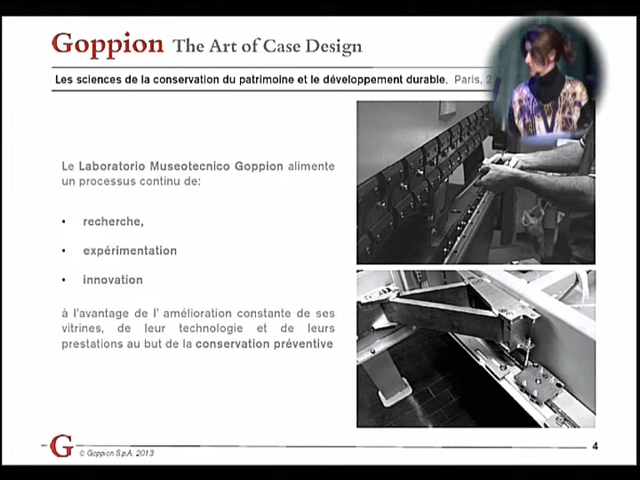 Goppion The Art of Case Design
Les sciences de la conservation du patrimoine et le développement durable, Paris, 2
Le Laboratorio Museotecnico Goppion alimente
un processus continu de:
• recherche,
• expérimentation
• innovation
à l'avantage de l' amélioration constante de ses
vitrines, de leur technologie et de leurs
prestations au but de la conservation préventive
G © Goppion S.p.A. 2013
4